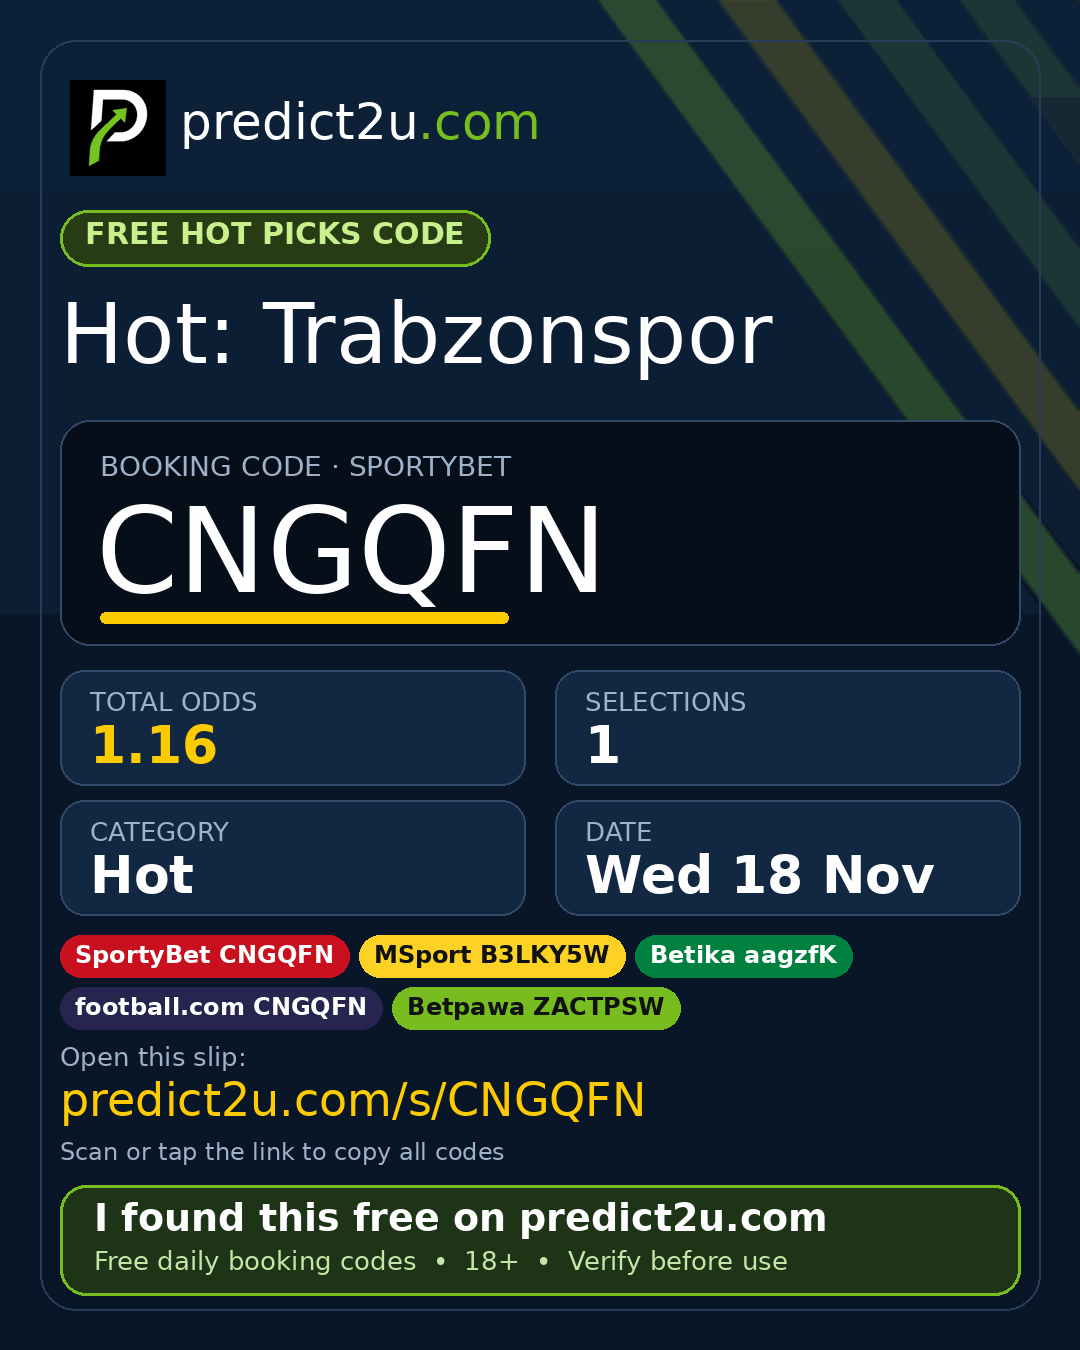 predict2u.com
FREE HOT PICKS CODE
Hot: Trabzonspor
BOOKING CODE · SPORTYBET
CNGQFN
TOTAL ODDS
1.16
SELECTIONS
1
CATEGORY
Hot
DATE
Wed 18 Nov
SportyBet CNGQFN MSport B3LKY5W Betika aagzfK
football.com CNGQFN Betpawa ZACTPSW
Open this slip:
predict2u.com/s/CNGQFN
Scan or tap the link to copy all codes
I found this free on predict2u.com
Free daily booking codes • 18+ • Verify before use